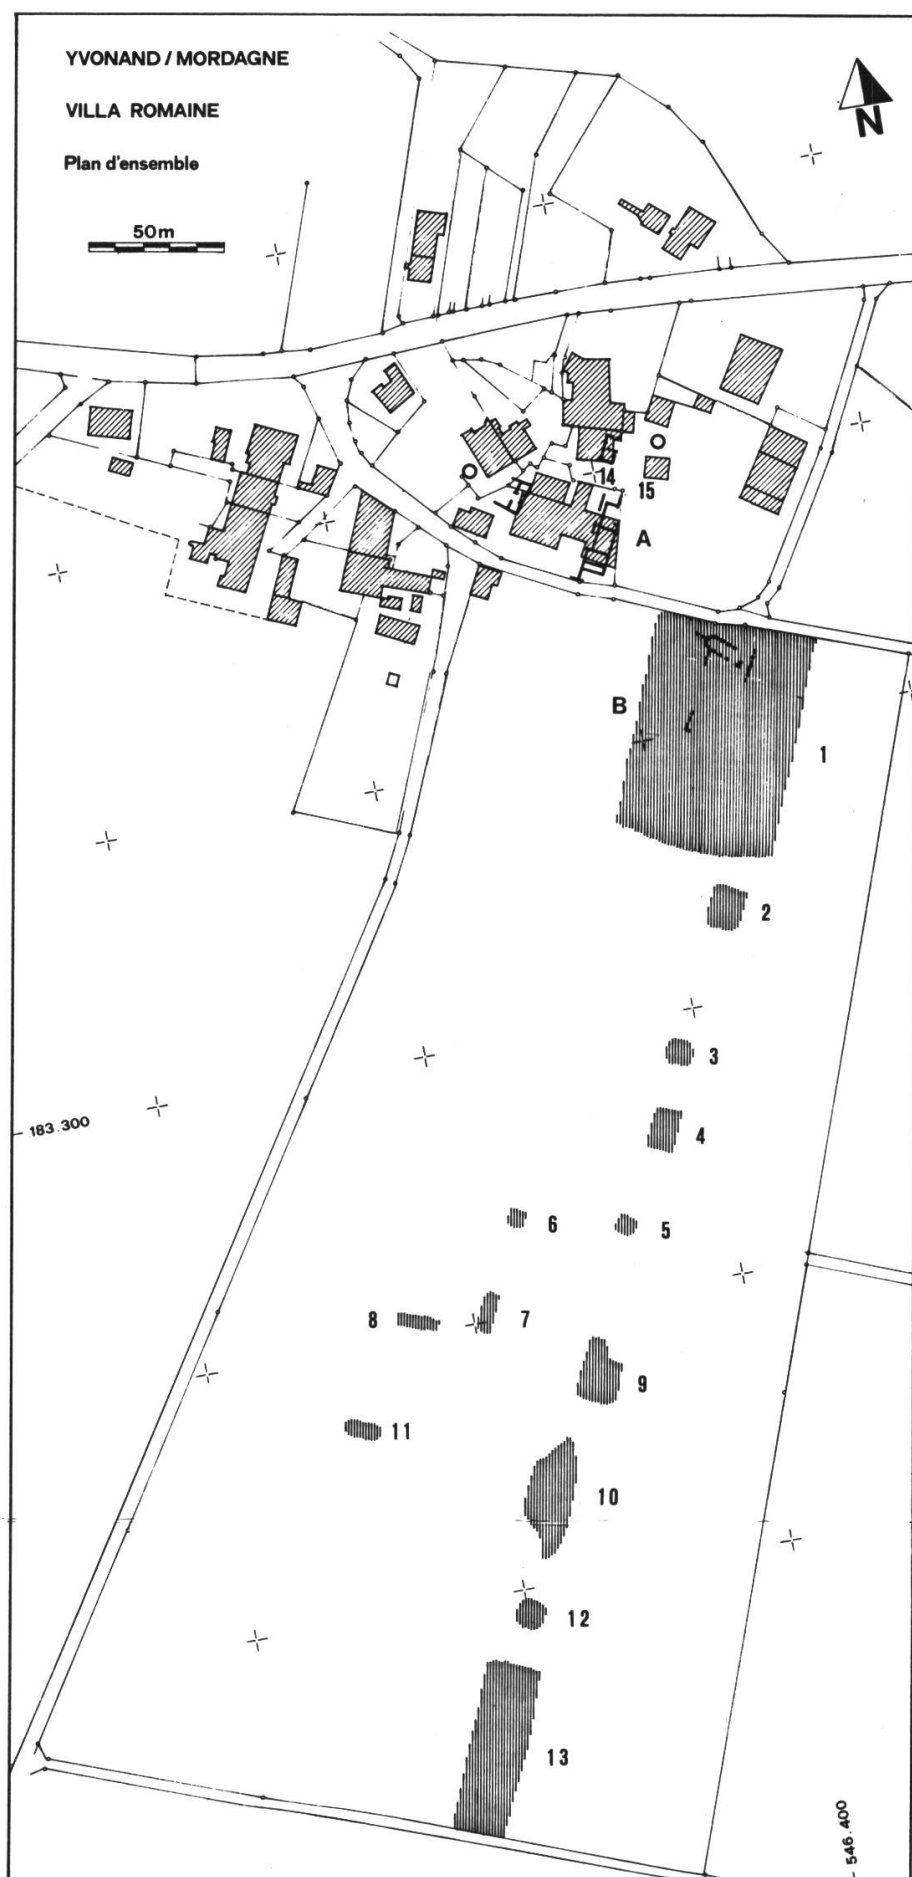 YVONAND / MORDAGNE
VILLA ROMAINE
Plan d'ensemble
50m
N
14
15
A
B
1
2
3
183.300
4
6
5
8
7
9
11
10
12
13
546.400